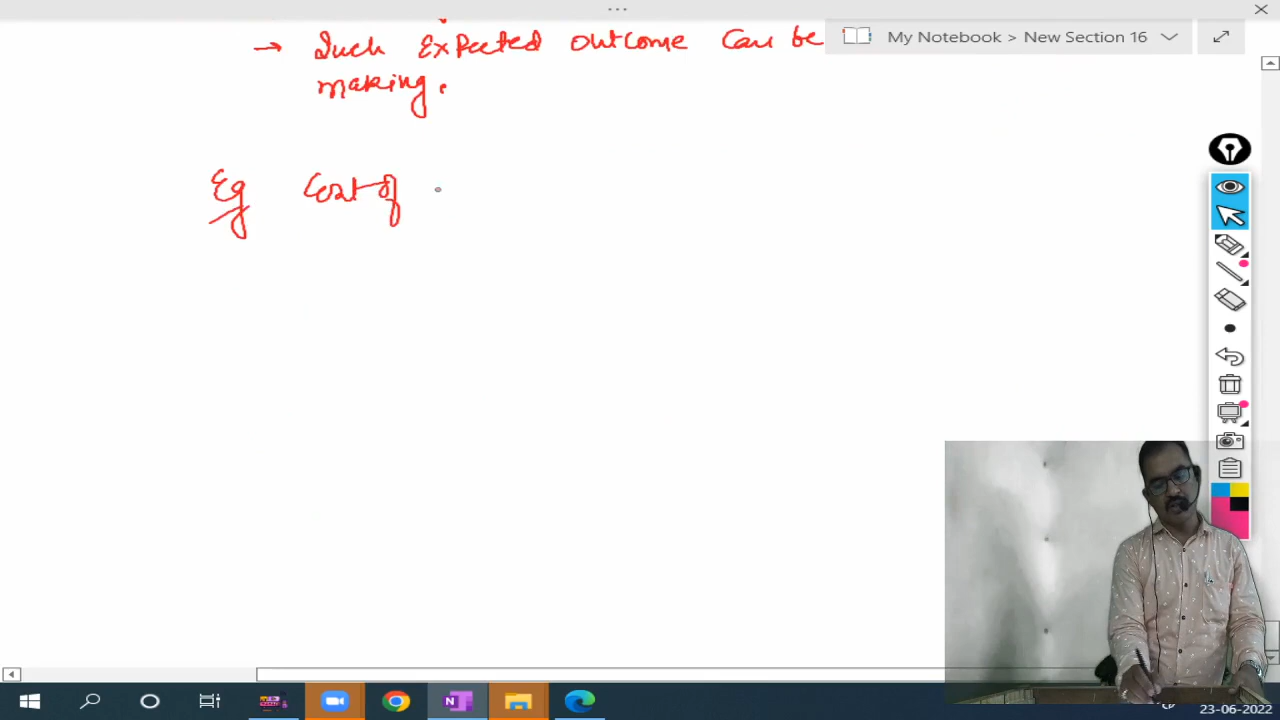 → Such Expected outcome can be
making.
My Notebook > New Section 16
Eg Cost of
23-06-2022